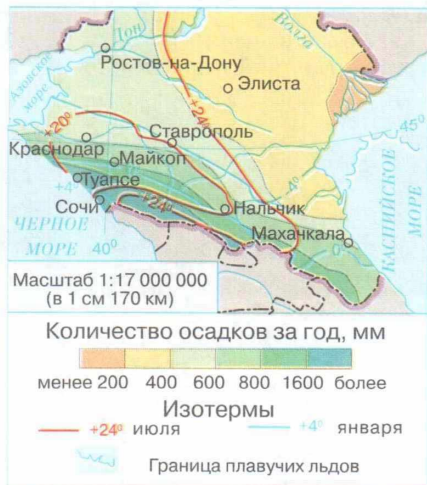 Дон
Волга
Ростов-на-Дону
Азовское
море
Элиста
+24°
+20°
Ставрополь
45°
Краснодар
Майкоп
Туапсе
+4°
+24°
-4°
Сочи
Нальчик
ЧЕРНОЕ
МОРЕ
40°
Махачкала
0°
КАСПИЙСКОЕ
МОРЕ
Масштаб 1:17 000 000
(в 1 см 170 км)
Количество осадков за год, мм
менее 200 400 600 800 1600 более
Изотермы
+24° июля +4° января
Граница плавучих льдов